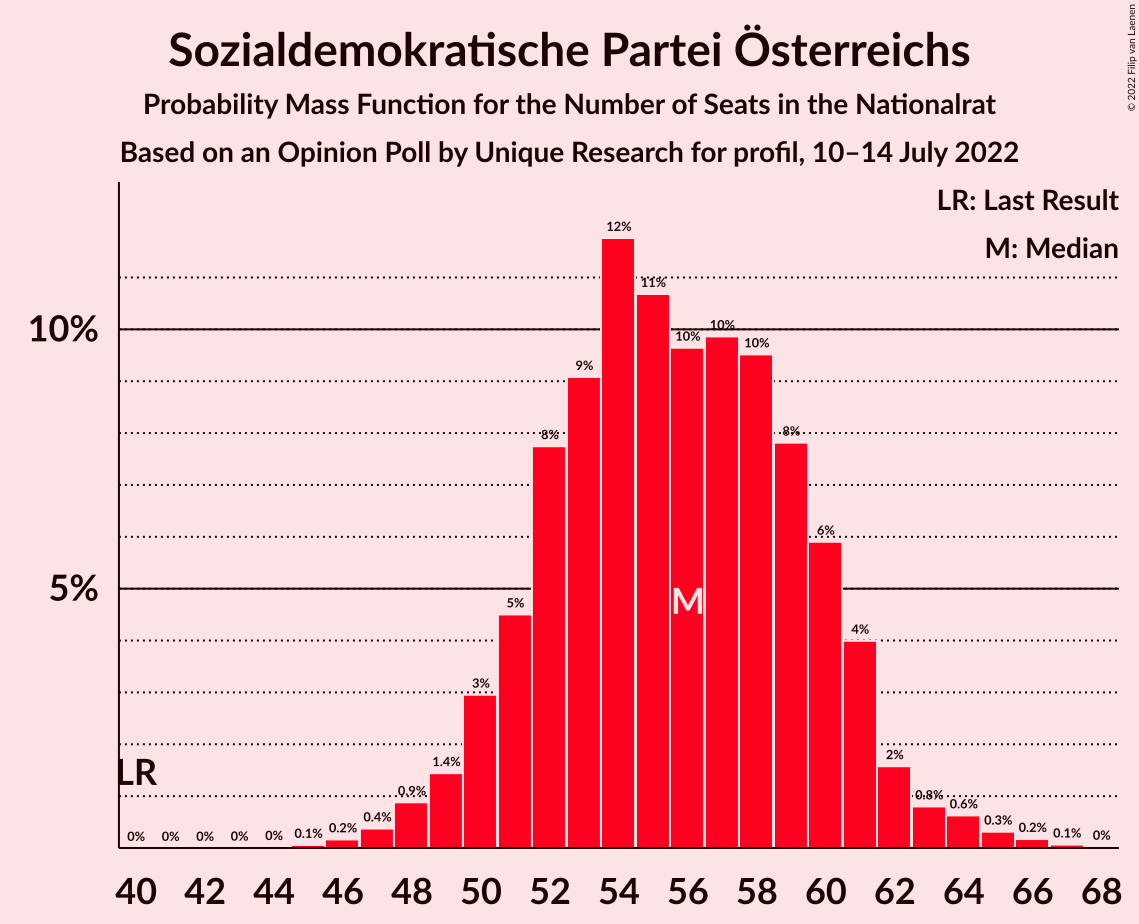 Sozialdemokratische Partei Österreichs
Probability Mass Function for the Number of Seats in the Nationalrat
Based on an Opinion Poll by Unique Research for profil, 10–14 July 2022
© 2022 Filip van Laenen
LR: Last Result
M: Median
10%
5%
LR
M
0% 0% 0% 0% 0% 0.1% 0.2% 0.4% 0.9% 1.4% 3% 5% 8% 9% 12% 11% 10% 10% 10% 8% 6% 4% 2% 0.8% 0.6% 0.3% 0.2% 0.1% 0%
40 42 44 46 48 50 52 54 56 58 60 62 64 66 68